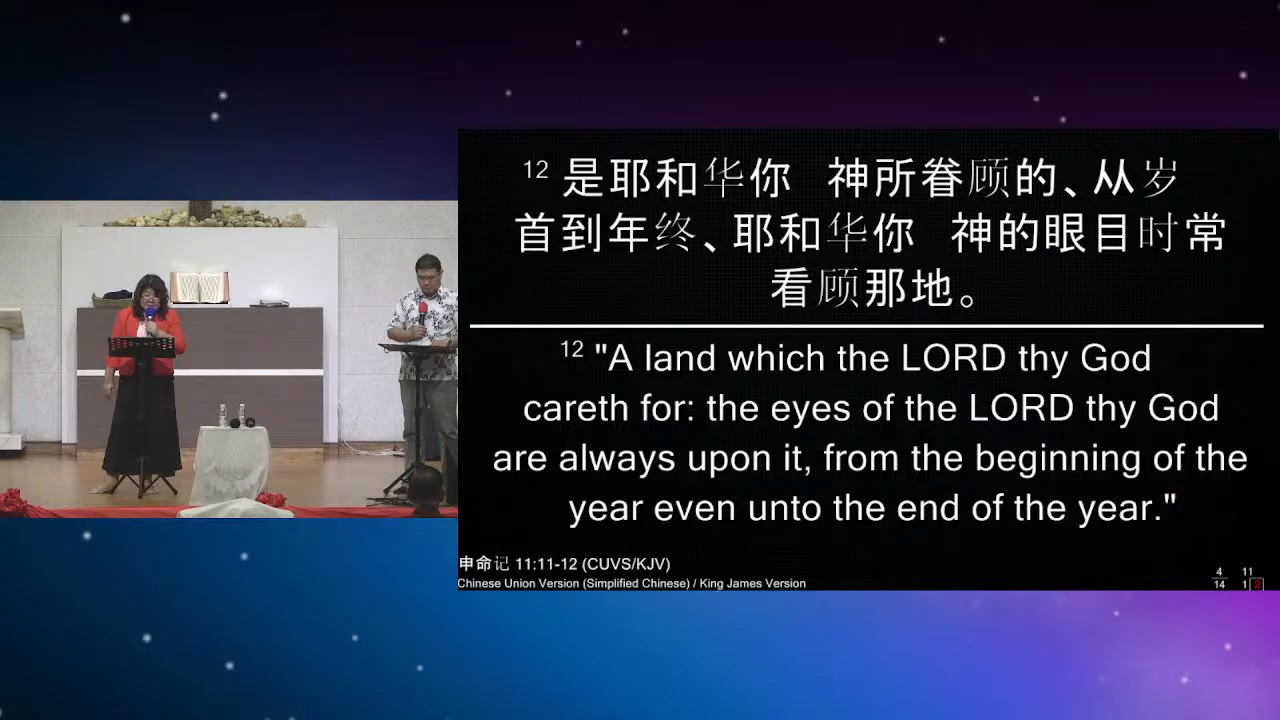 12 是耶和华你 神所眷顾的、从岁
首到年终、耶和华你 神的眼目时常
看顾那地。
12 "A land which the LORD thy God
careth for: the eyes of the LORD thy God
are always upon it, from the beginning of the
year even unto the end of the year."
申命记 11:11-12 (CUVS/KJV)
Chinese Union Version (Simplified Chinese) / King James Version
4 11
14 1 2